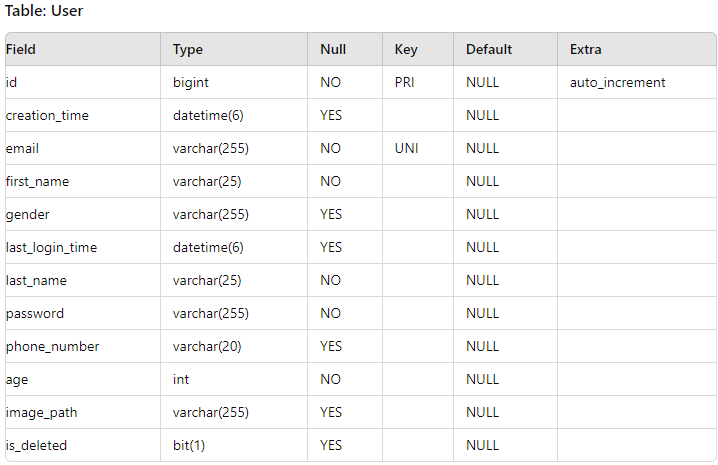 Table: User
Field Type Null Key Default Extra
id bigint NO PRI NULL auto_increment
creation_time datetime(6) YES NULL
email varchar(255) NO UNI NULL
first_name varchar(25) NO NULL
gender varchar(255) YES NULL
last_login_time datetime(6) YES NULL
last_name varchar(25) NO NULL
password varchar(255) NO NULL
phone_number varchar(20) YES NULL
age int NO NULL
image_path varchar(255) YES NULL
is_deleted bit(1) YES NULL